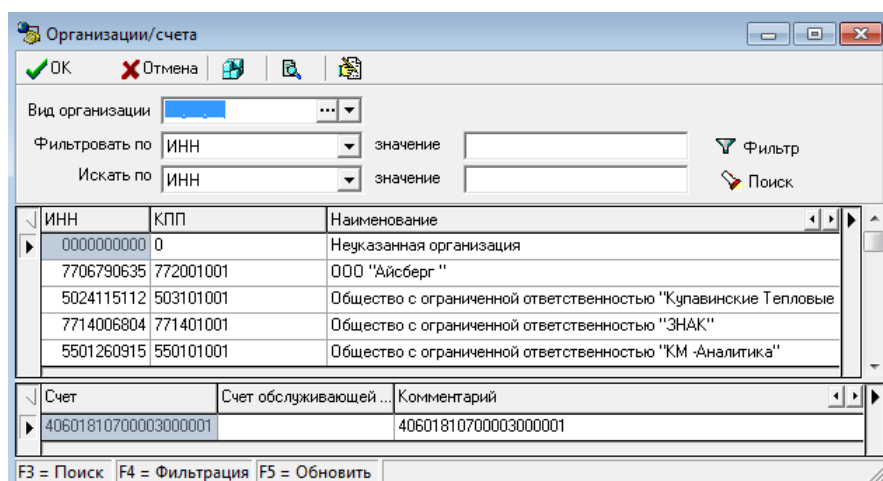 Организации/счета
OK Отмена
Вид организации
Фильтровать по ИНН значение Фильтр
Искать по ИНН значение Поиск
ИНН КПП Наименование
0000000000 0 Неуказанная организация
7706790635 772001001 ООО "Айсберг "
5024115112 503101001 Общество с ограниченной ответственностью "Купавинские Тепловые
7714006804 771401001 Общество с ограниченной ответственностью "ЗНАК"
5501260915 550101001 Общество с ограниченной ответственностью "КМ -Аналитика"
Счет Счет обслуживающей ... Комментарий
40601810700003000001 40601810700003000001
F3 = Поиск F4 = Фильтрация F5 = Обновить